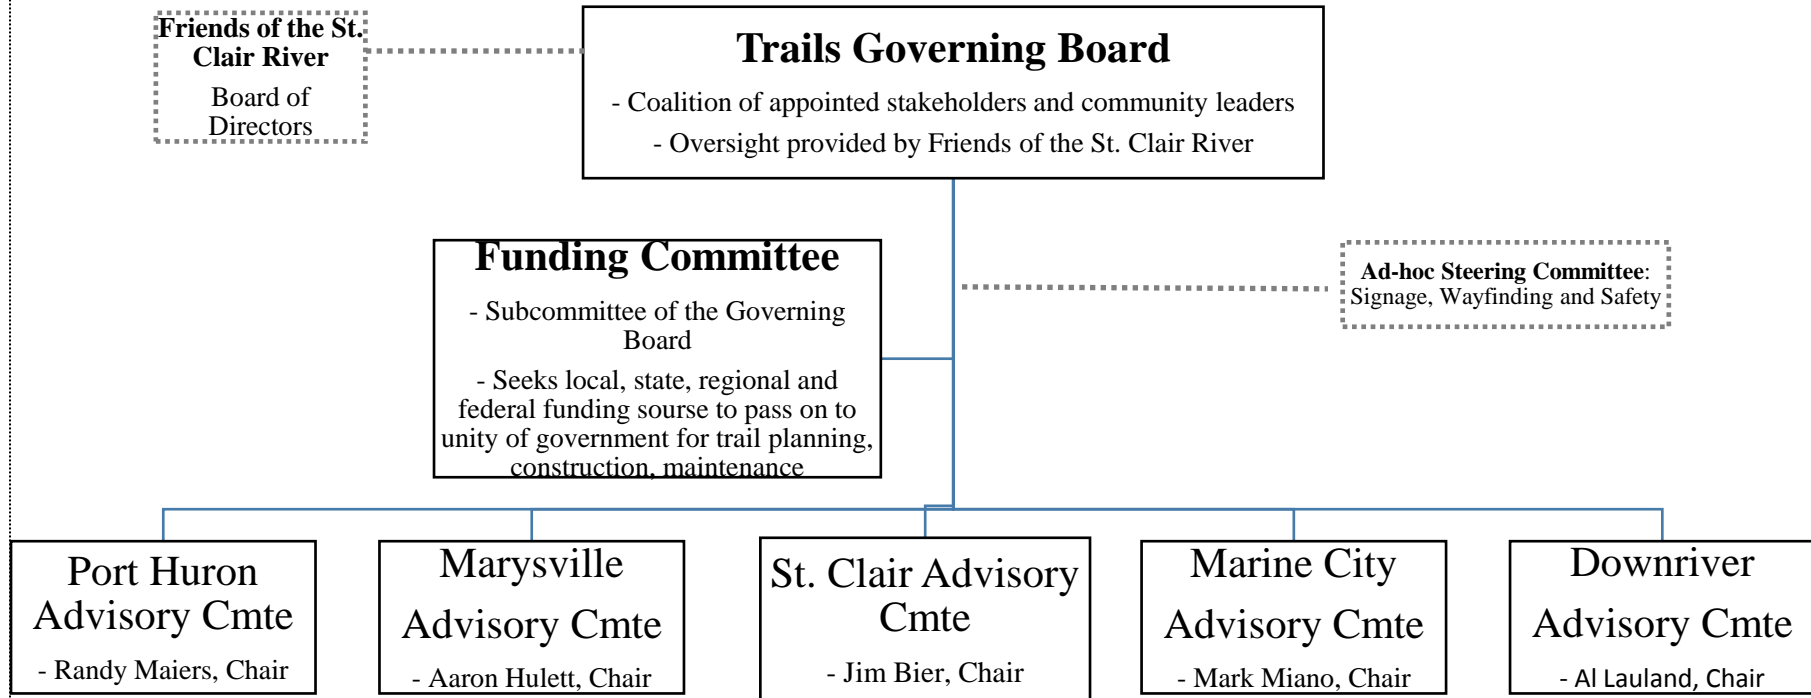 Friends of the St.
Clair River
Board of
Directors
Trails Governing Board
- Coalition of appointed stakeholders and community leaders
- Oversight provided by Friends of the St. Clair River
Funding Committee
- Subcommittee of the Governing
Board
- Seeks local, state, regional and
federal funding sourse to pass on to
unity of government for trail planning,
construction, maintenance
Ad-hoc Steering Committee:
Signage, Wayfinding and Safety
Port Huron
Advisory Cmte
- Randy Maiers, Chair
Marysville
Advisory Cmte
- Aaron Hulett, Chair
St. Clair Advisory
Cmte
- Jim Bier, Chair
Marine City
Advisory Cmte
- Mark Miano, Chair
Downriver
Advisory Cmte
- Al Lauland, Chair